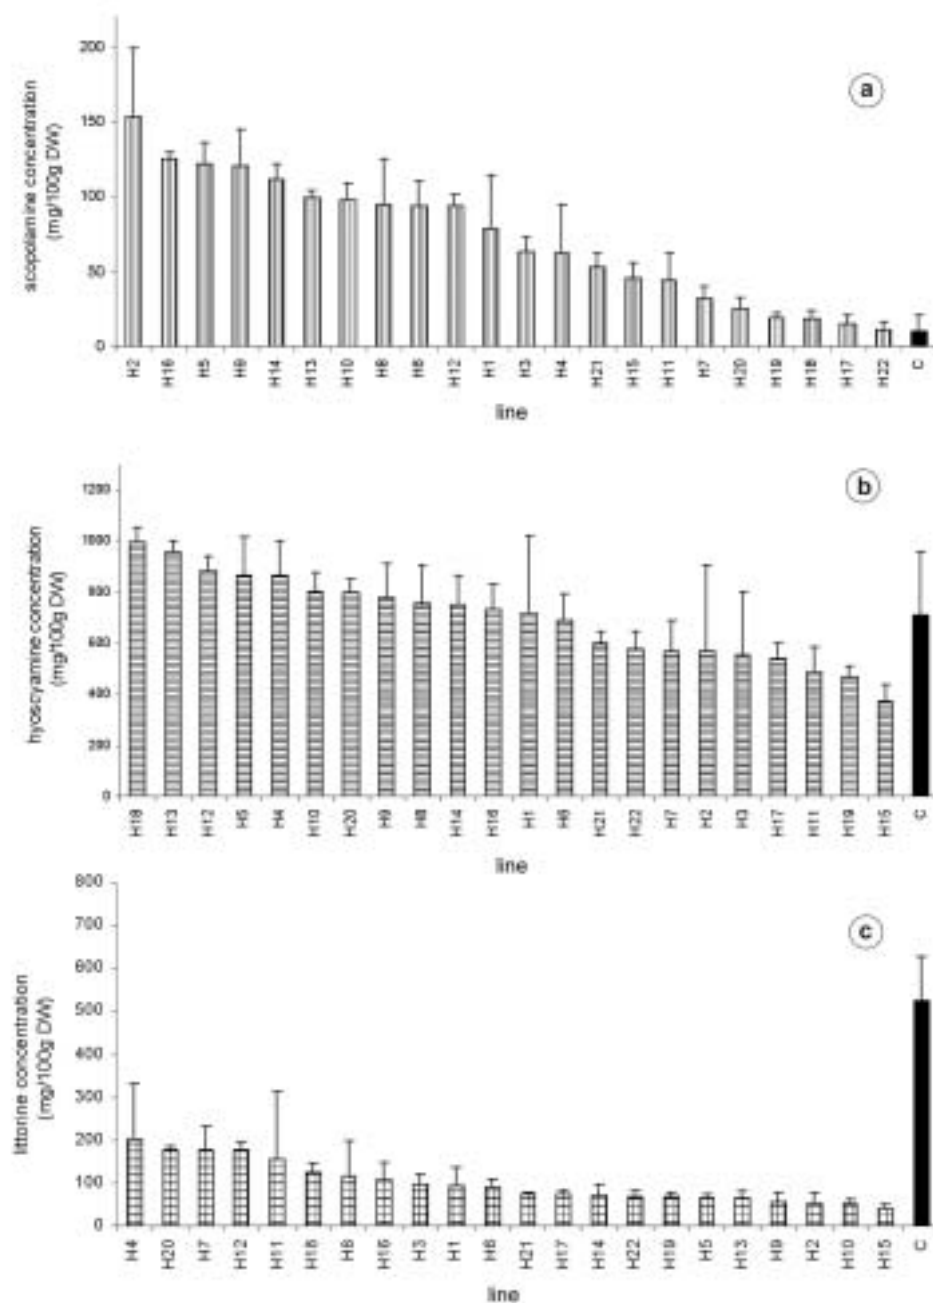 a
scopolamine concentration
(mg/100g DW)
200
150
100
50
0
H2 H16 H5 H9 H14 H13 H10 H12 H1 H3 H4 H21 H15 H11 H7 H20 H19 H18 H17 H22 C
line
b
hyoscyamine concentration
(mg/100g DW)
1200
1000
800
600
400
200
0
H18 H13 H12 H5 H4 H10 H20 H9 H8 H14 H16 H1 H6 H21 H22 H7 H2 H3 H17 H11 H19 H15 C
line
c
littorine concentration
(mg/100g DW)
800
700
600
500
400
300
200
100
0
H4 H20 H7 H12 H11 H8 H3 H1 H6 H21 H17 H14 H22 H19 H5 H13 H9 H2 H10 H15 C
line